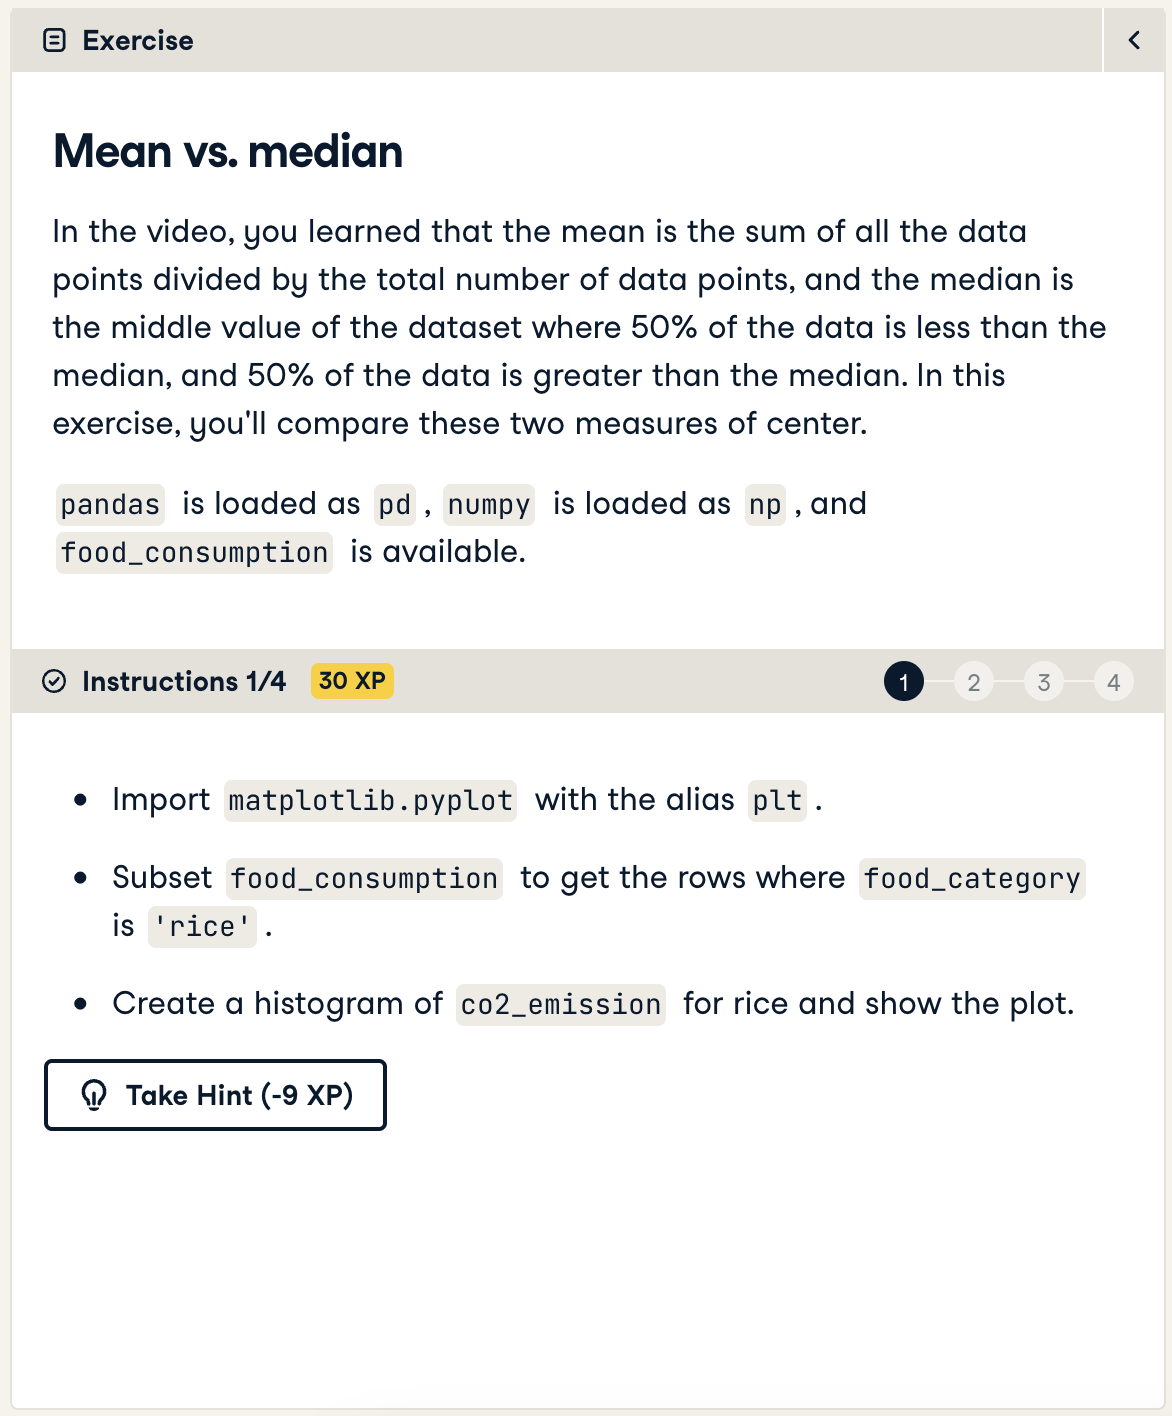 Exercise
Mean vs. median
In the video, you learned that the mean is the sum of all the data
points divided by the total number of data points, and the median is
the middle value of the dataset where 50% of the data is less than the
median, and 50% of the data is greater than the median. In this
exercise, you'll compare these two measures of center.
pandas is loaded as pd, numpy is loaded as np, and
food_consumption is available.
Instructions 1/4 30 XP 1 2 3 4
• Import matplotlib.pyplot with the alias plt.
• Subset food_consumption to get the rows where food_category
is 'rice'.
• Create a histogram of co2_emission for rice and show the plot.
Take Hint (-9 XP)